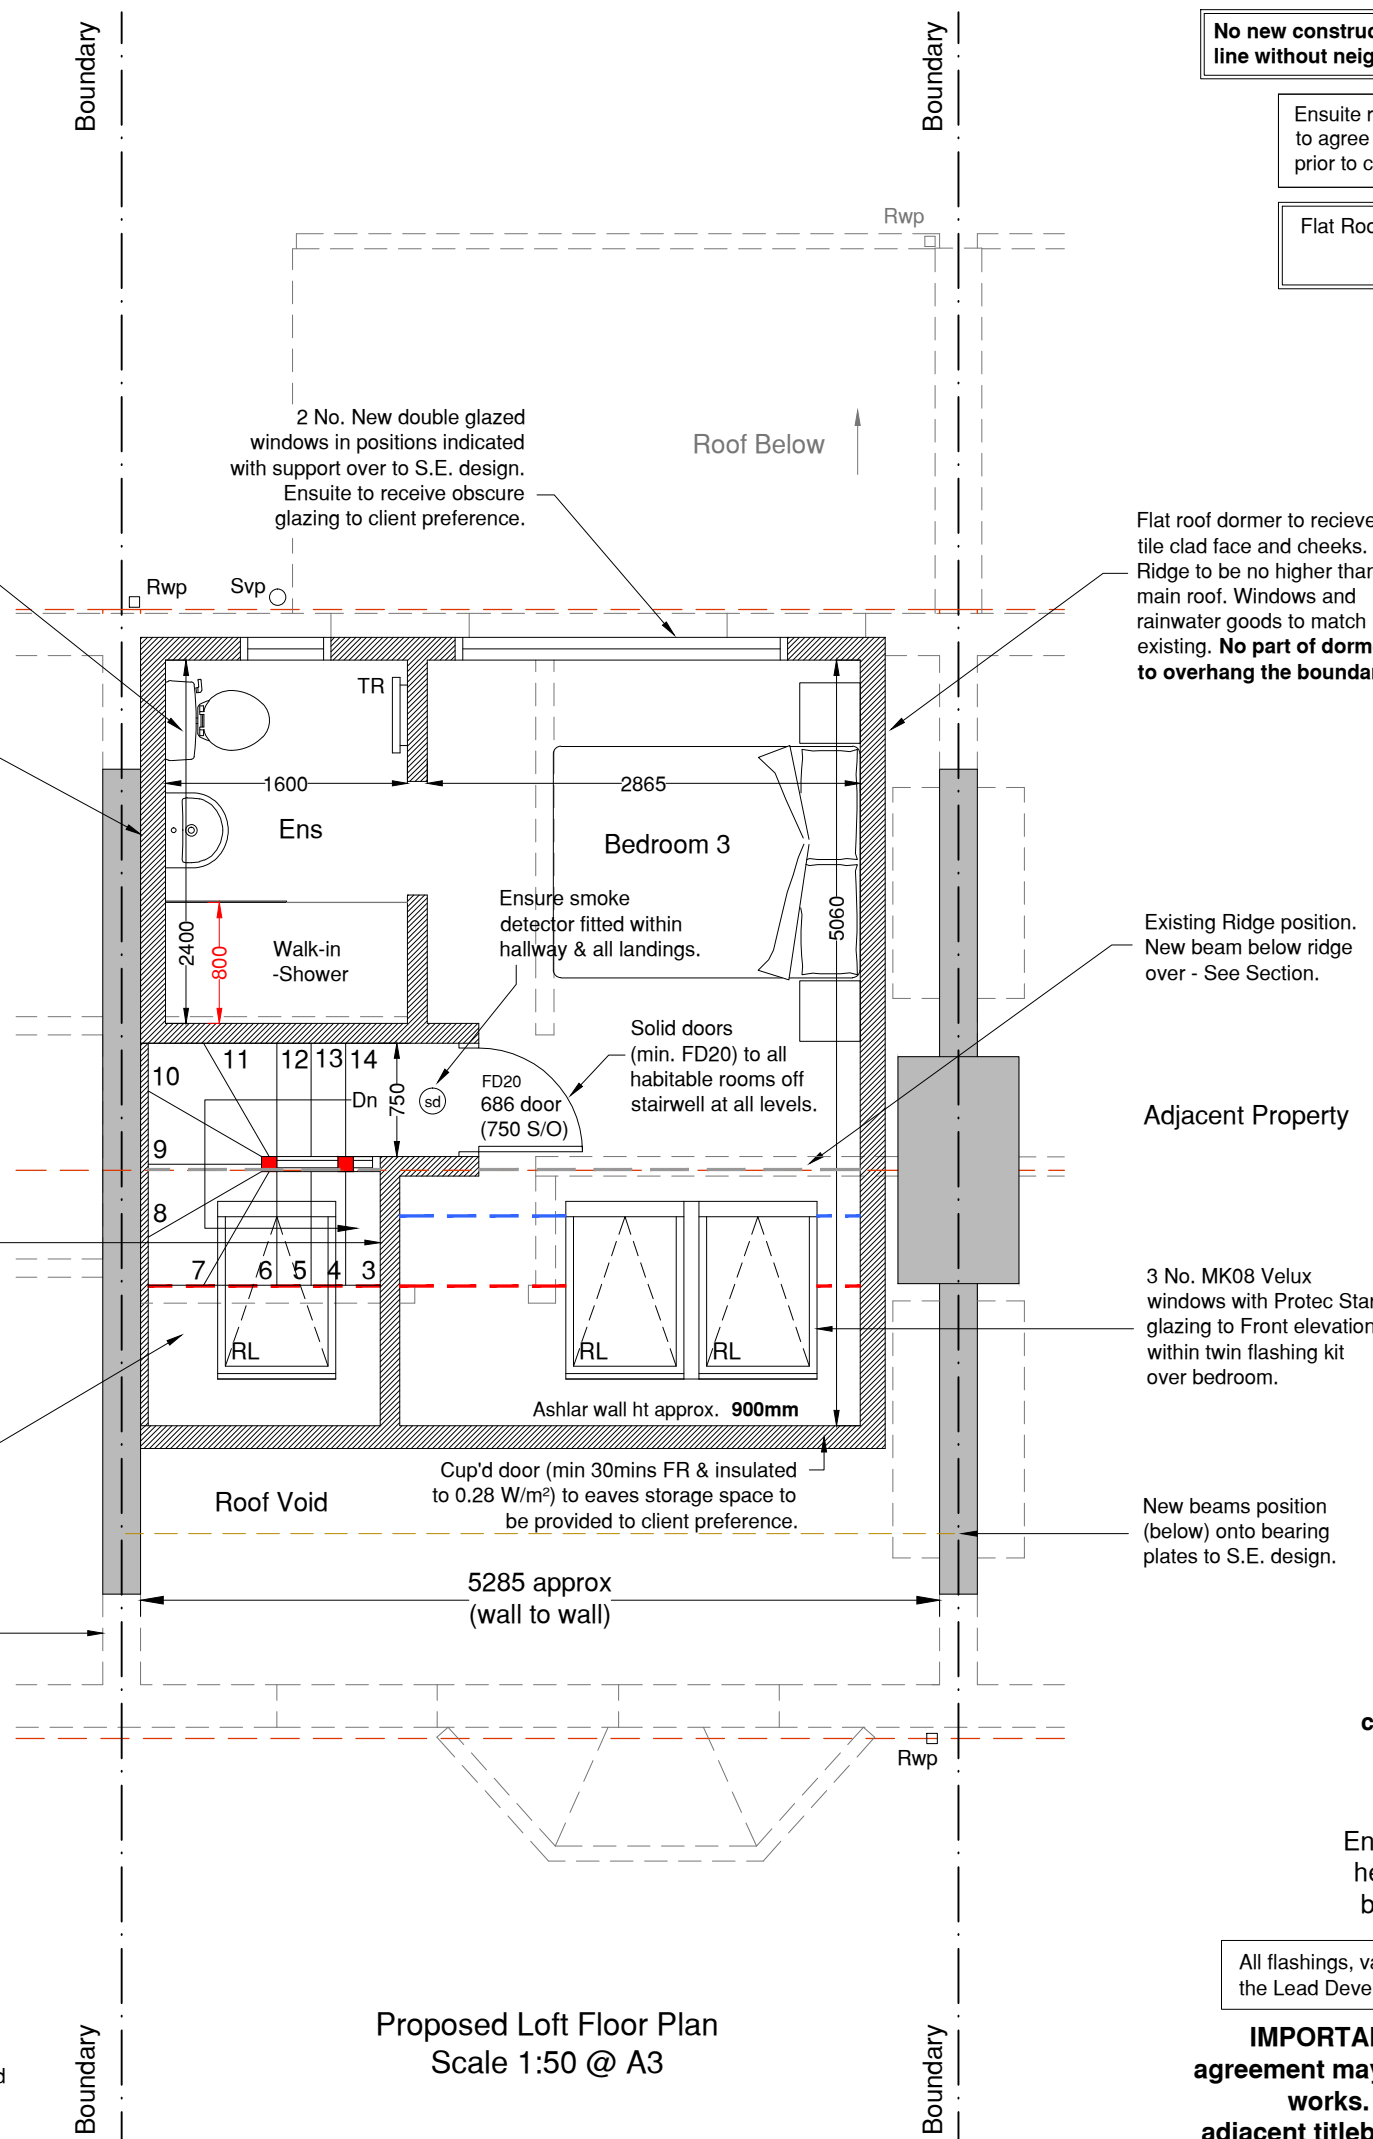 Boundary
Boundary
No new construc
line without neig
Ensuite r
to agree
prior to c
Flat Roo
Rwp
2 No. New double glazed
windows in positions indicated
with support over to S.E. design.
Ensuite to receive obscure
glazing to client preference.
Roof Below
Flat roof dormer to recieve
tile clad face and cheeks.
Ridge to be no higher than
main roof. Windows and
rainwater goods to match
existing. No part of dorm
to overhang the bounda
Rwp
Svp
TR
1600
2865
Ens
Bedroom 3
Ensure smoke
detector fitted within
hallway & all landings.
2400
800
5060
Walk-in
-Shower
Existing Ridge position.
New beam below ridge
over - See Section.
Solid doors
(min. FD20) to all
habitable rooms off
stairwell at all levels.
10
11
12
13
14
Dn
750
sd
FD20
686 door
(750 S/O)
9
8
7
6
5
4
3
Adjacent Property
RL
RL
RL
3 No. MK08 Velux
windows with Protec Star
glazing to Front elevation
within twin flashing kit
over bedroom.
Ashlar wall ht approx. 900mm
Cup'd door (min 30mins FR & insulated
to 0.28 W/m²) to eaves storage space to
be provided to client preference.
Roof Void
New beams position
(below) onto bearing
plates to S.E. design.
5285 approx
(wall to wall)
Rwp
c
En
he
b
All flashings, va
the Lead Deve
Proposed Loft Floor Plan
Scale 1:50 @ A3
IMPORTA
agreement may
works.
adjacent titleb
d
Boundary
Boundary